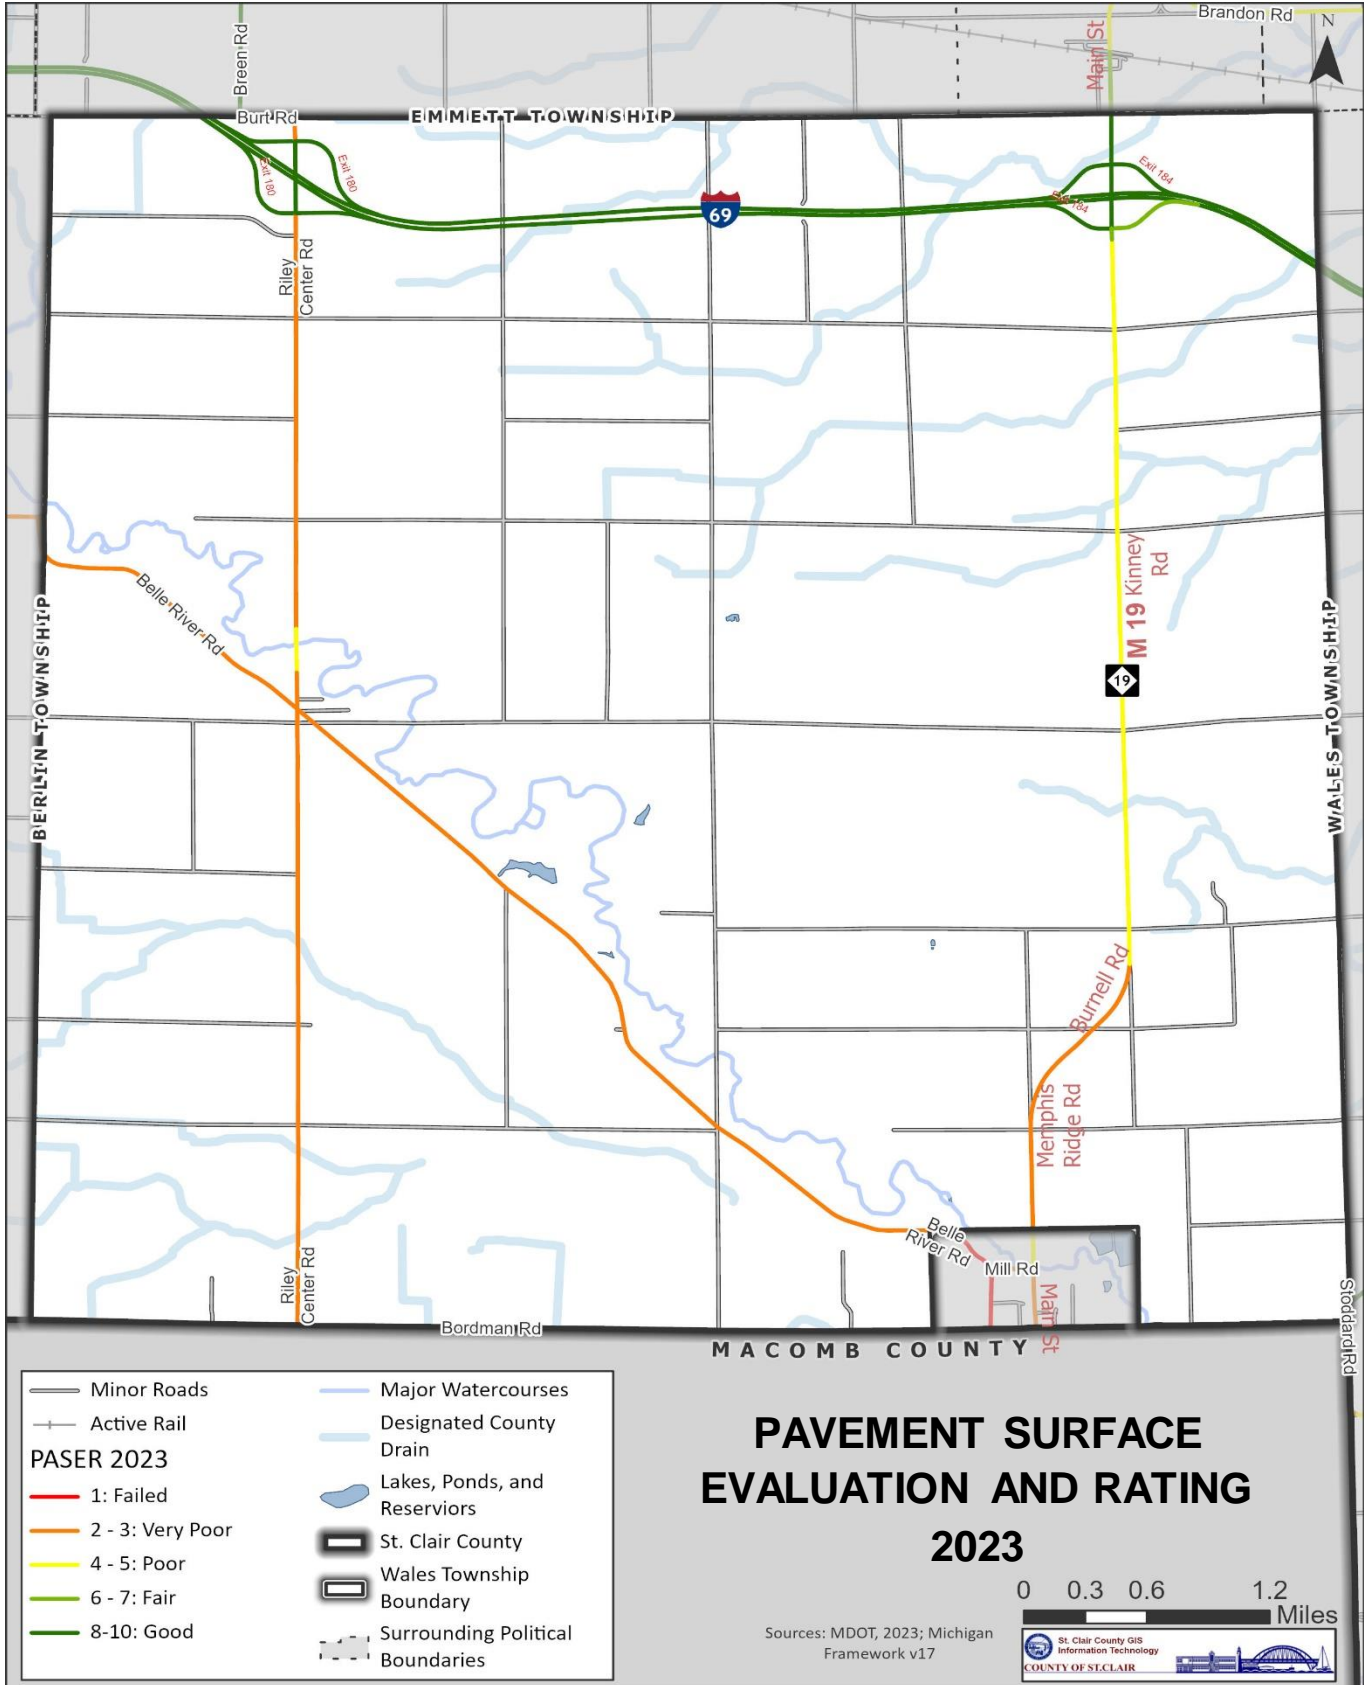 Brandon Rd
N
Main St
Breen Rd
Burt Rd
EMMETT TOWNSHIP
Exit 180
Exit 180
Exit 184
Exit 184
69
Riley
Center Rd
M 19 Kinney
Rd
19
Belle River Rd
BERLIN TOWNSHIP
WALES TOWNSHIP
Burnell Rd
Memphis
Ridge Rd
Belle
River Rd
Mill Rd
Main St
Riley
Center Rd
Bordman Rd
Stoddard Rd
MACOMB COUNTY
Minor Roads
Active Rail
PASER 2023
1: Failed
2 - 3: Very Poor
4 - 5: Poor
6 - 7: Fair
8-10: Good
Major Watercourses
Designated County
Drain
Lakes, Ponds, and
Reserviors
St. Clair County
Wales Township
Boundary
Surrounding Political
Boundaries
PAVEMENT SURFACE
EVALUATION AND RATING
2023
0 0.3 0.6 1.2
Miles
Sources: MDOT, 2023; Michigan
Framework v17
St. Clair County GIS
Information Technology
COUNTY OF ST.CLAIR